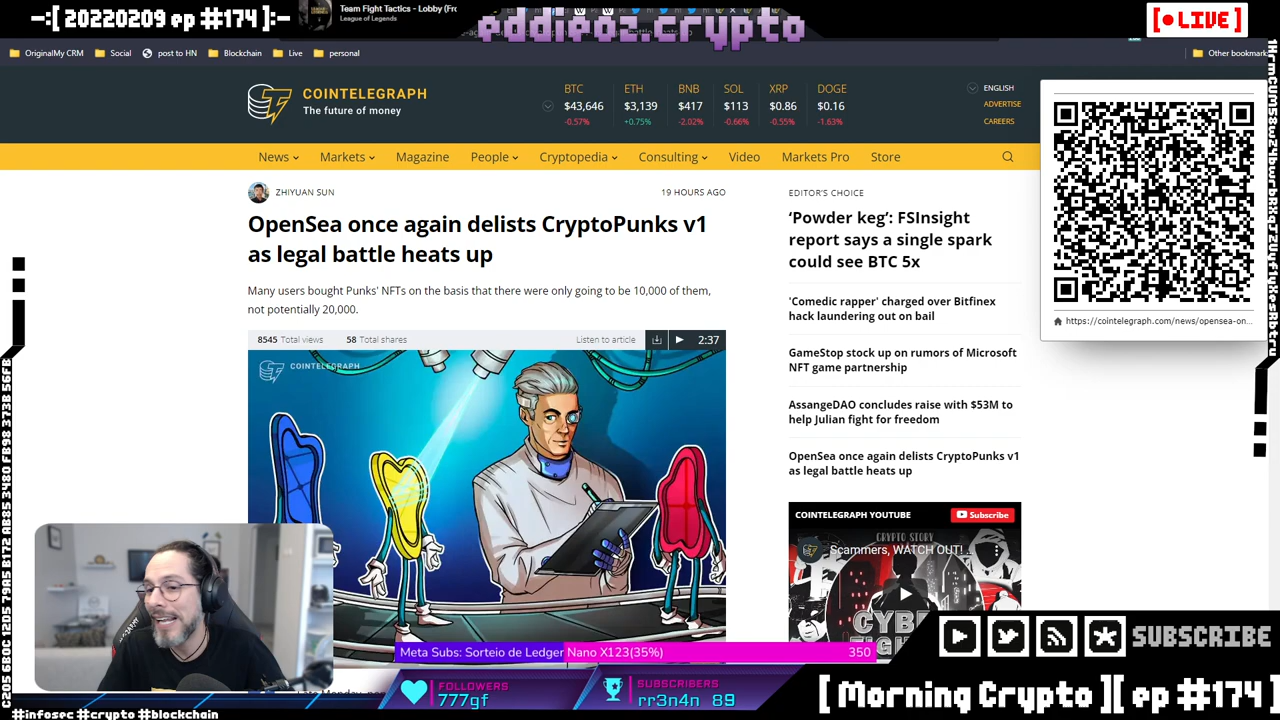 -:[ 20220209 ep #174 ]:-
Team Fight Tactics - Lobby (Fr
League of Legends
eddieoz.crypto
[ • LIVE ]
OriginalMy CRM
Social
post to HN
Blockchain
Live
personal
Other bookmark
COINTELEGRAPH
The future of money
BTC ETH BNB SOL XRP DOGE
$43,646 $3,139 $417 $113 $0.86 $0.16
-0.57% +0.75% -2.02% -0.66% -0.55% -1.63%
ENGLISH
ADVERTISE
CAREERS
News Markets Magazine People Cryptopedia Consulting Video Markets Pro Store
ZHIYUAN SUN
19 HOURS AGO
OpenSea once again delists CryptoPunks v1
as legal battle heats up
Many users bought Punks' NFTs on the basis that there were only going to be 10,000 of them,
not potentially 20,000.
8545 Total views 58 Total shares
Listen to article
2:37
COINTELEGRAPH
EDITOR'S CHOICE
‘Powder keg’: FSInsight
report says a single spark
could see BTC 5x
'Comedic rapper' charged over Bitfinex
hack laundering out on bail
GameStop stock up on rumors of Microsoft
NFT game partnership
AssangeDAO concludes raise with $53M to
help Julian fight for freedom
OpenSea once again delists CryptoPunks v1
as legal battle heats up
COINTELEGRAPH YOUTUBE
Subscribe
CRYPTO STORY
Scammers, WATCH OUT! ...
https://cointelegraph.com/news/opensea-on...
Meta Subs: Sorteio de Ledger Nano X123(35%)
350
FOLLOWERS
777gf
SUBSCRIBERS
rr3n4n 89
SUBSCRIBE
[ Morning Crypto ][ ep #174 ]
#infosec #crypto #blockchain